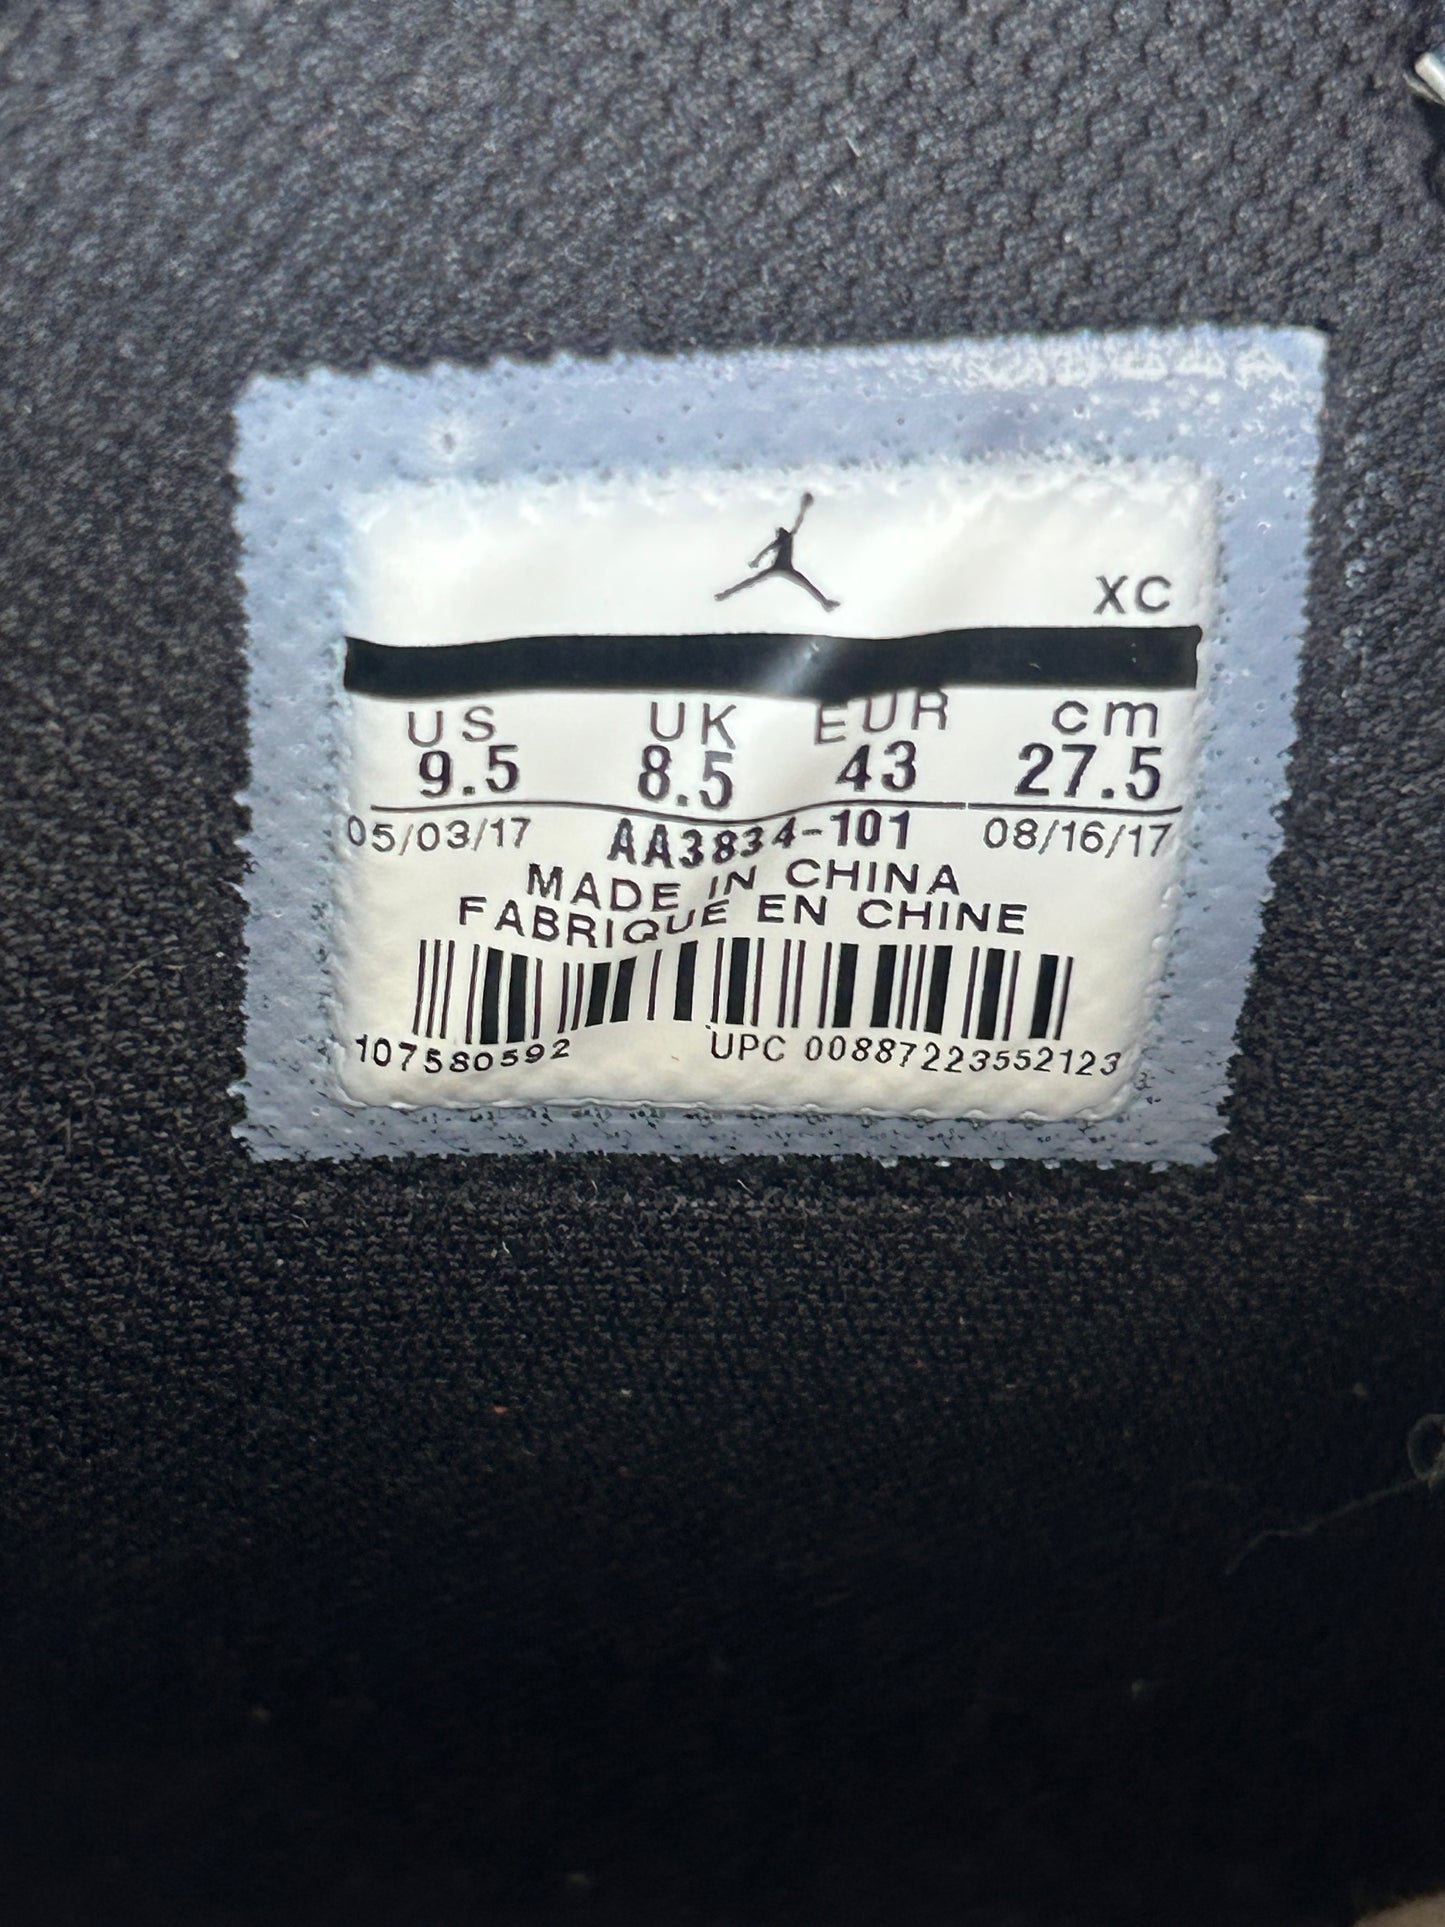 XC
US UK EUR cm
9.5 8.5 43 27.5
05/03/17 AA3834-101 08/16/17
MADE IN CHINA
FABRIQUE EN CHINE
107580592 UPC 00887223552123